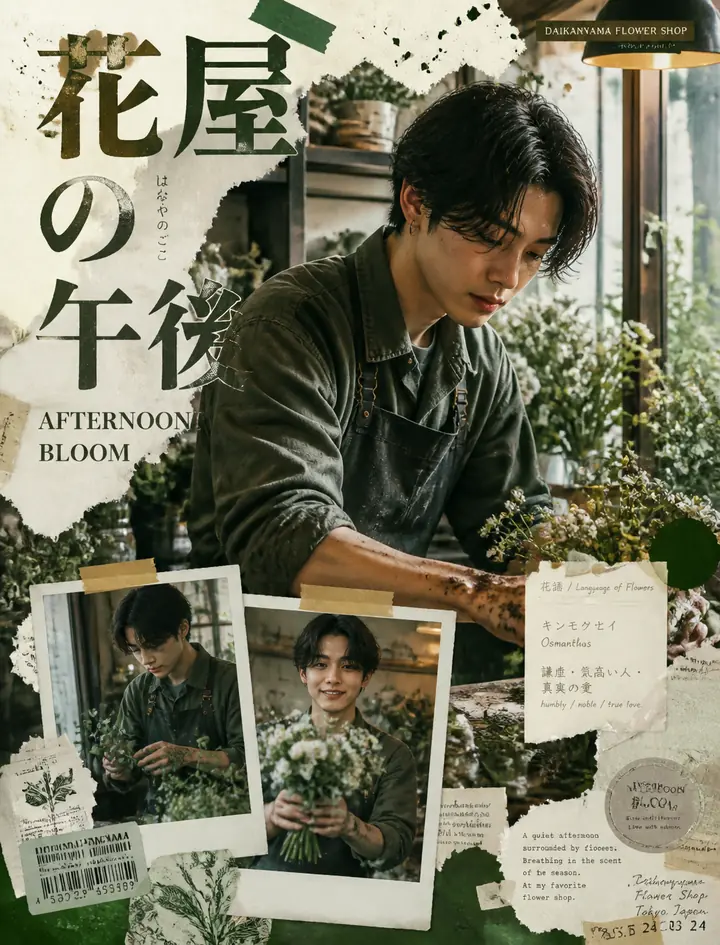 DAIKANYAMA FLOWER SHOP
花屋
の
午後
はなやのごご
AFTERNOON
BLOOM
花語 / Language of Flowers
キンモクセイ
Osmanthus
謙虚・気高い人・
真実の愛
humbly / noble / true love
A quiet afternoon
surrounded by flowers.
Breathing in the scent
of the season.
At my favorite
flower shop.
Flower Shop
Tokyo Japan